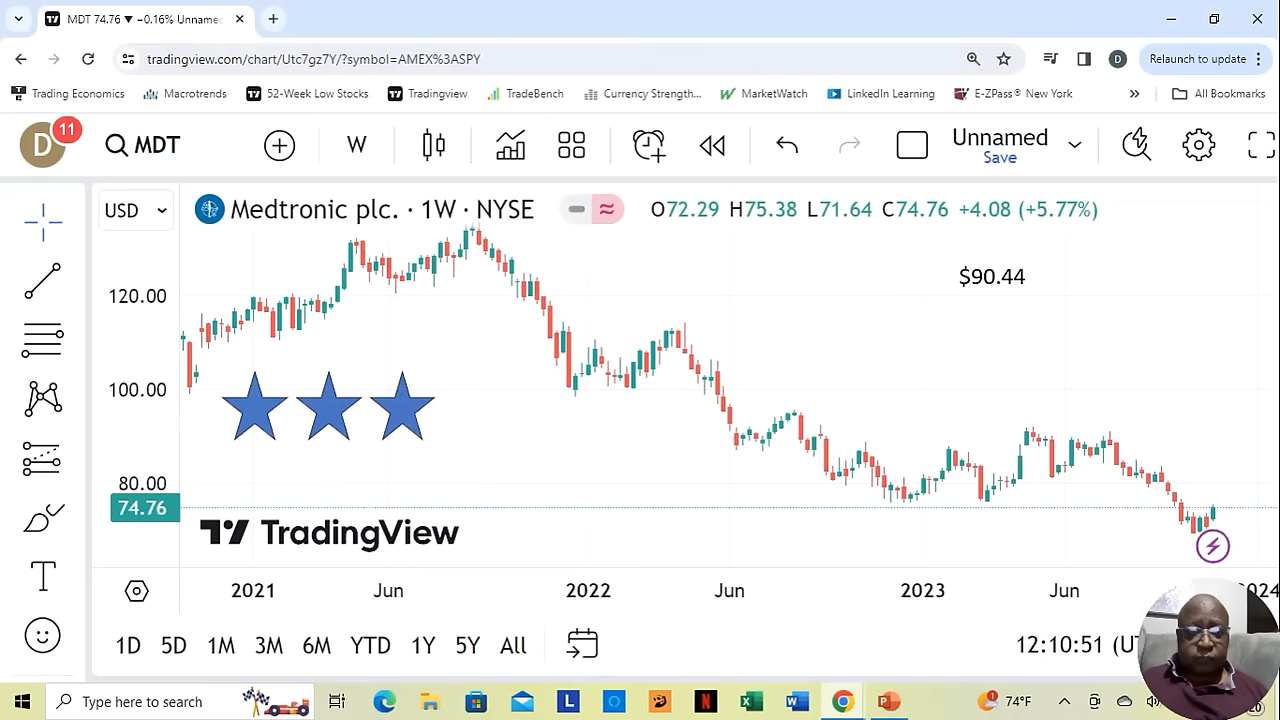 MDT 74.76 ▼ −0.16% Unname
tradingview.com/chart/Utc7gz7Y/?symbol=AMEX%3ASPY
D
Relaunch to update
Trading Economics
Macrotrends
52-Week Low Stocks
Tradingview
TradeBench
Currency Strength...
MarketWatch
LinkedIn Learning
E-ZPass® New York
»
All Bookmarks
D
11
MDT
W
Unnamed
Save
USD
Medtronic plc. · 1W · NYSE
O72.29 H75.38 L71.64 C74.76 +4.08 (+5.77%)
$90.44
120.00
100.00
80.00
74.76
TradingView
2021
Jun
2022
Jun
2023
Jun
2024
1D 5D 1M 3M 6M YTD 1Y 5Y All
12:10:51 (U
T
Type here to search
L
N
1
74°F